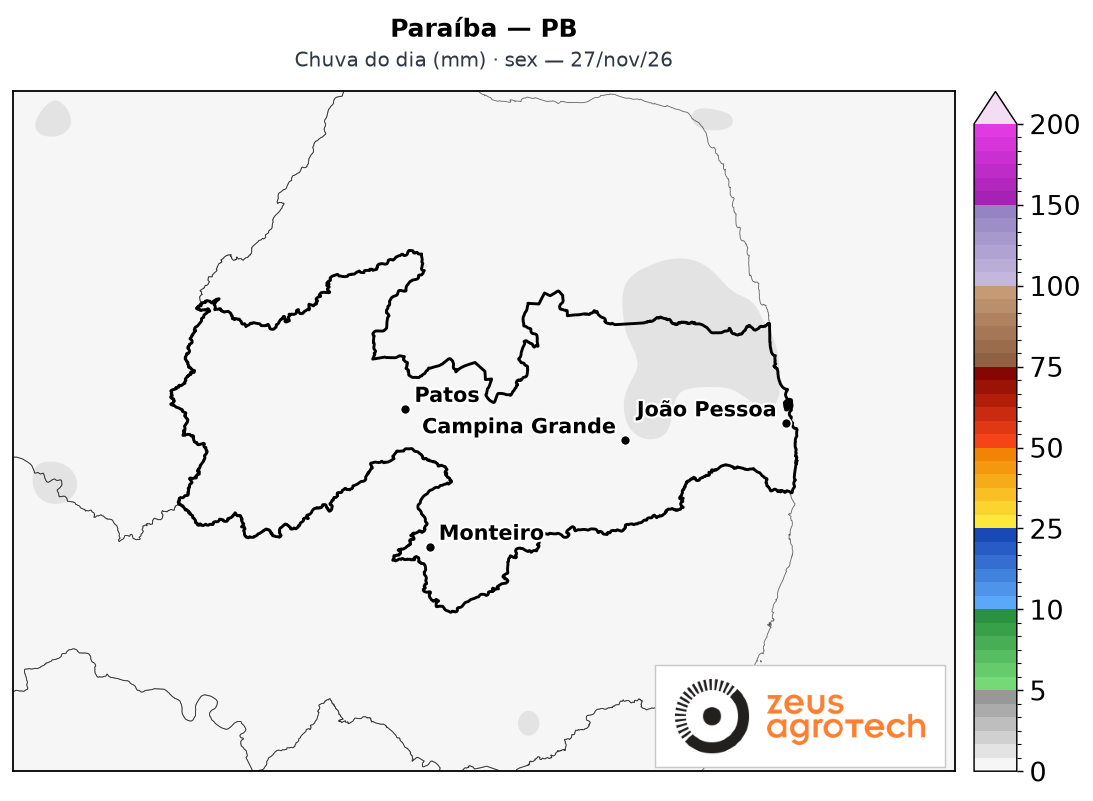 Paraíba — PB
Chuva do dia (mm) · sex — 27/nov/26
200
150
100
75
50
25
10
5
0
Patos
Campina Grande
João Pessoa
Monteiro
zeus
agrotech